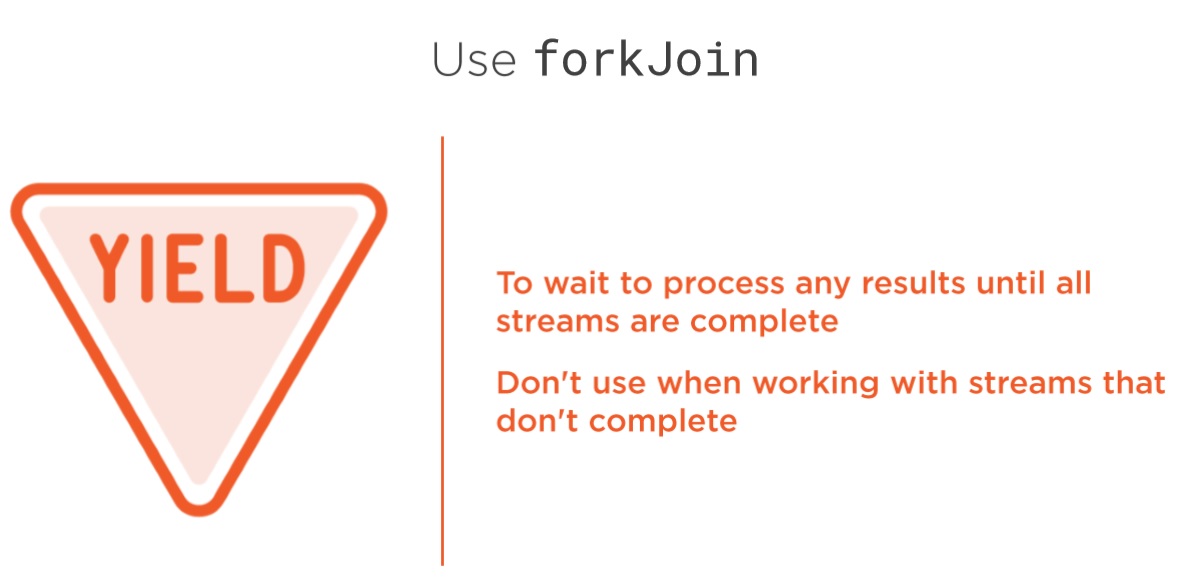 Use forkJoin
YIELD
To wait to process any results until all
streams are complete
Don't use when working with streams that
don't complete